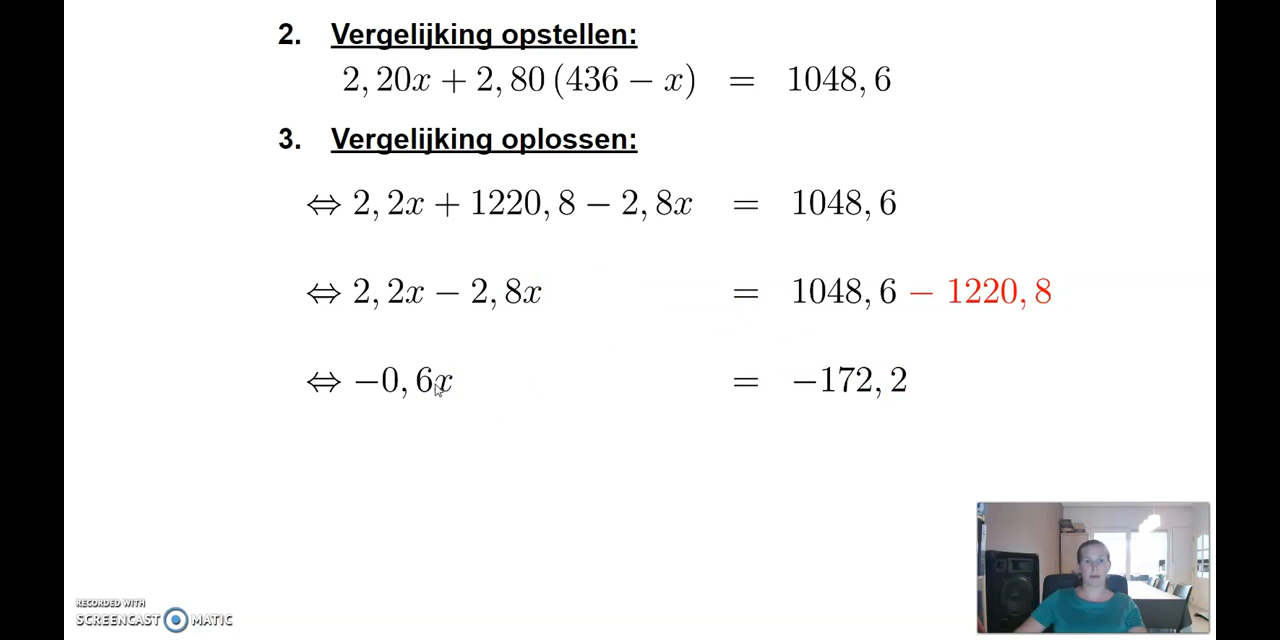 2. Vergelijking opstellen:
2, 20x + 2, 80 (436 − x) = 1048, 6
3. Vergelijking oplossen:
⇔ 2, 2x + 1220, 8 − 2, 8x = 1048, 6
⇔ 2, 2x − 2, 8x = 1048, 6 − 1220, 8
⇔ −0, 6x = −172, 2
RECORDED WITH
SCREENCAST MATIC